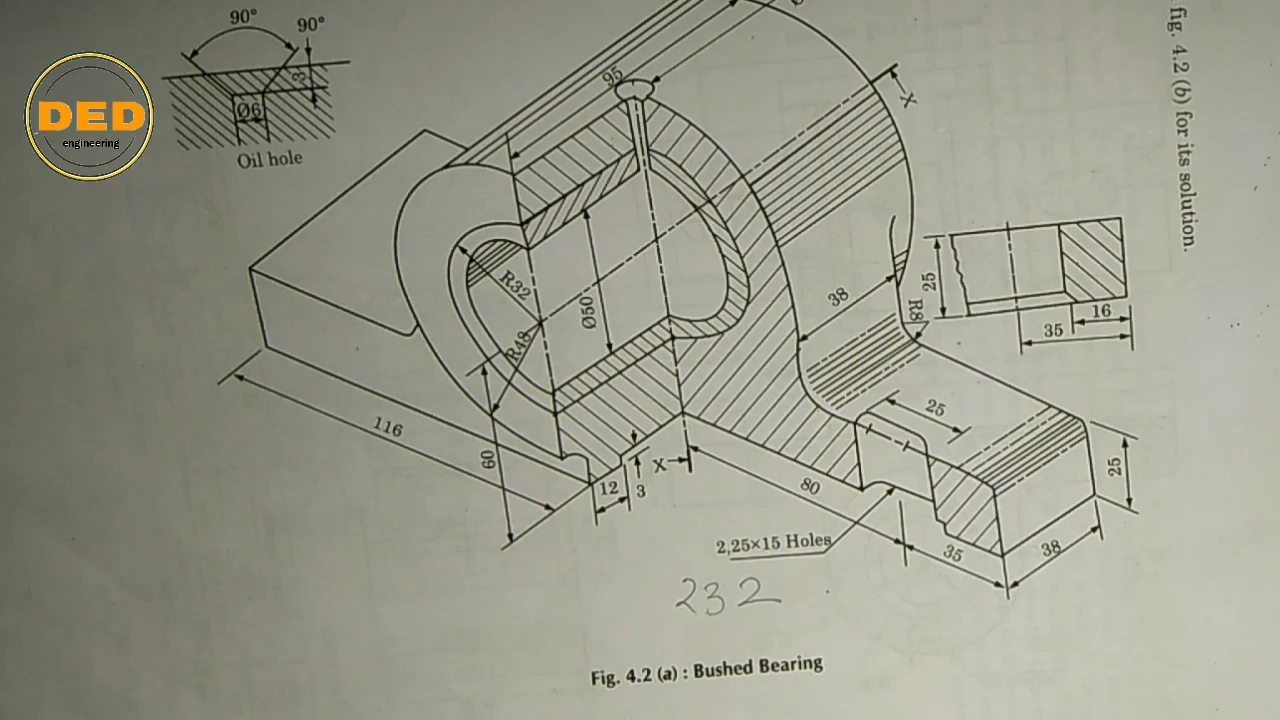 90°
90°
3
Ø6
Oil hole
DED
engineering
95
X
fig. 4.2 (b) for its solution.
R32
Ø50
R48
38
R8
25
16
35
116
60
12
3
X
80
25
25
2,25×15 Holes
35
38
232
Fig. 4.2 (a) : Bushed Bearing